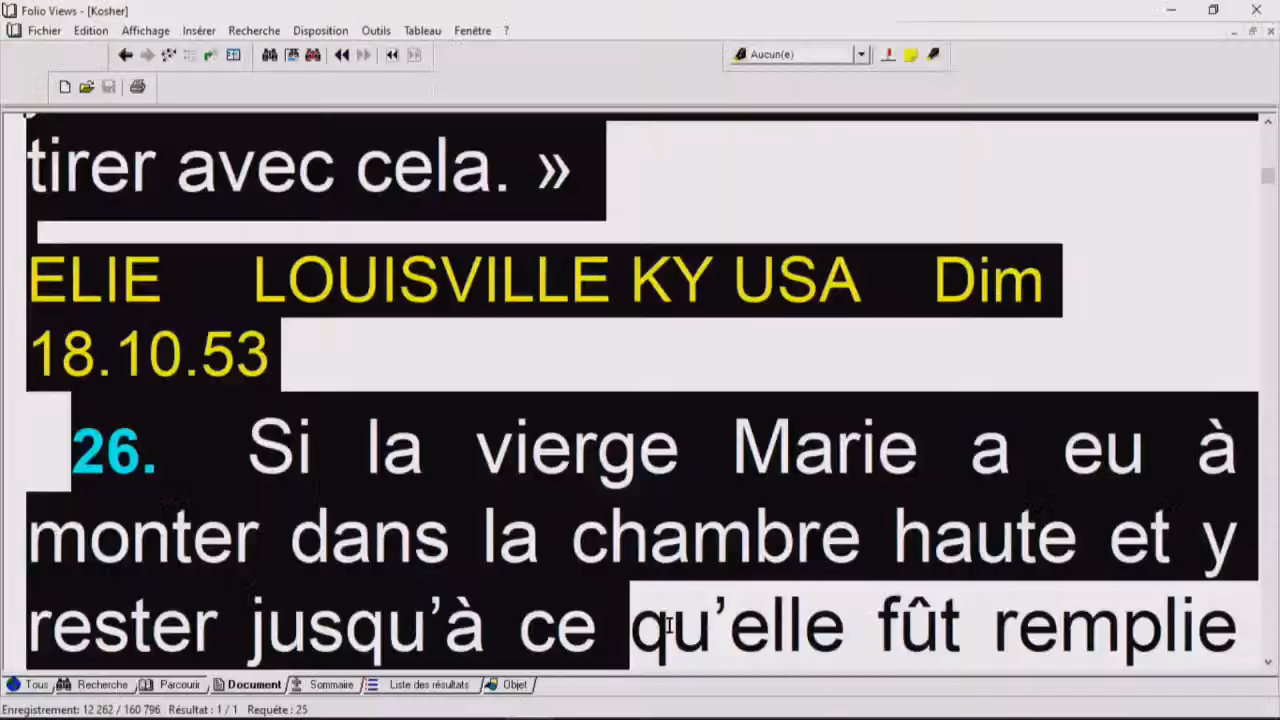 Folio Views - [Kosher]
Fichier Edition Affichage Insérer Recherche Disposition Outils Tableau Fenêtre ?
Aucun(e)
tirer avec cela. »
ELIE LOUISVILLE KY USA Dim
18.10.53
26. Si la vierge Marie a eu à
monter dans la chambre haute et y
rester jusqu’à ce qu’elle fût remplie
Tous Recherche Parcourir Document Sommaire Liste des résultats Objet
Enregistrement: 12 262 / 160 796 Résultat : 1 / 1 Requête : 25